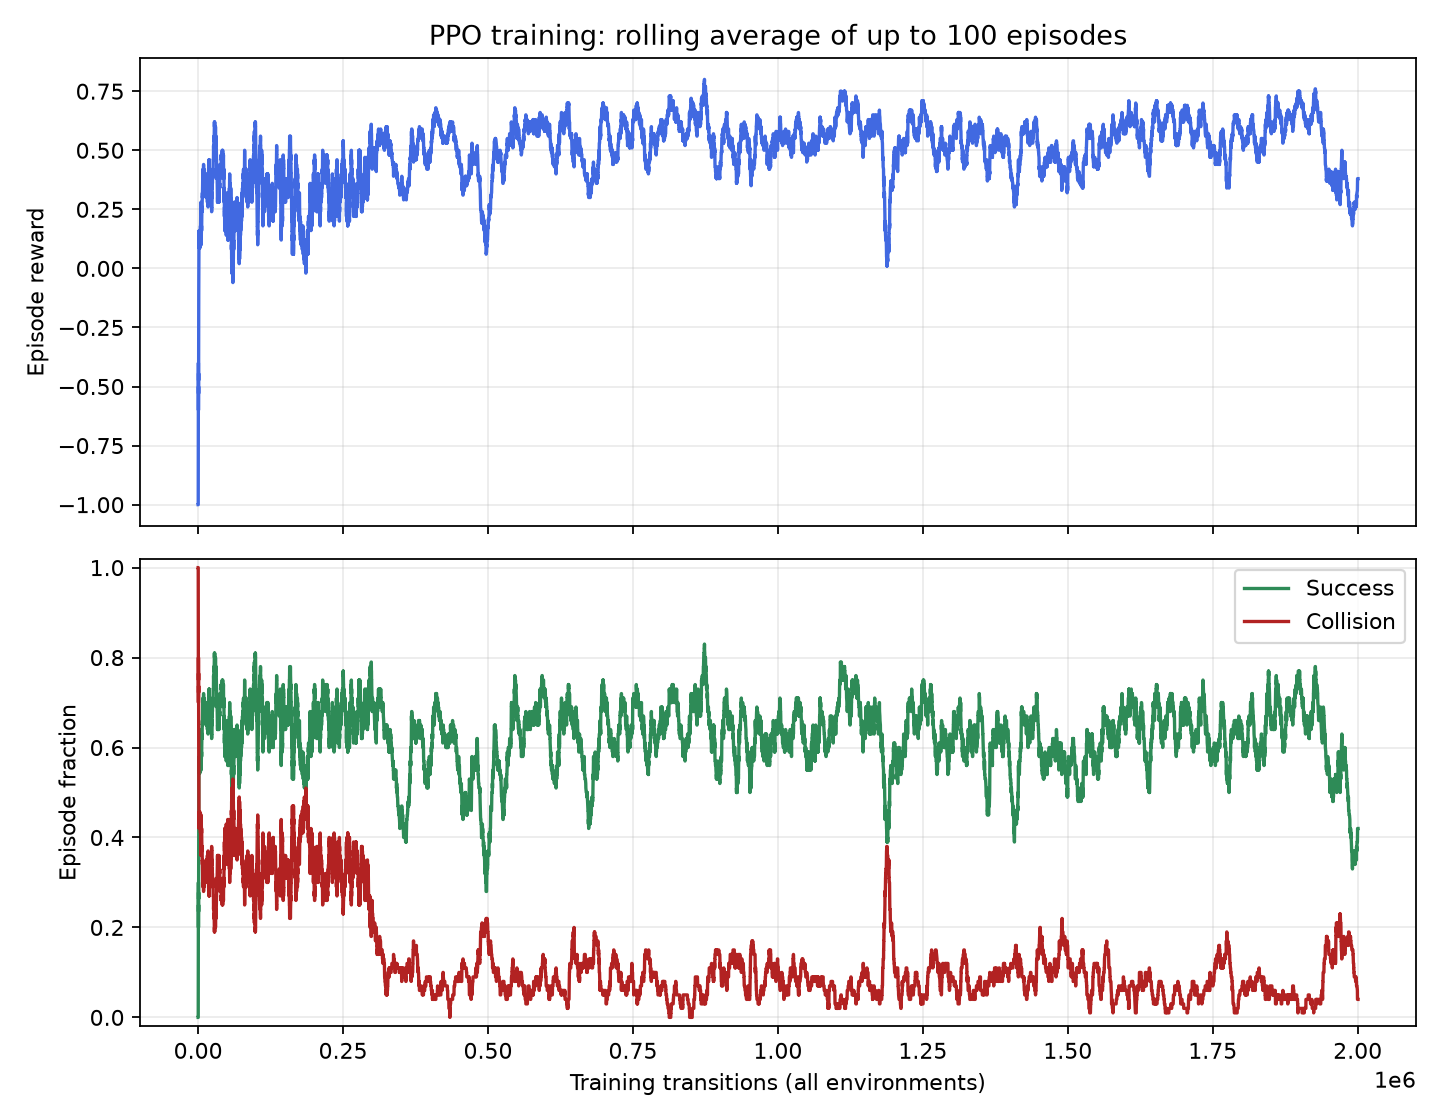 PPO training: rolling average of up to 100 episodes
0.75
0.50
0.25
0.00
−0.25
−0.50
−0.75
−1.00
Episode reward
1.0
0.8
0.6
0.4
0.2
0.0
Episode fraction
Success
Collision
0.00 0.25 0.50 0.75 1.00 1.25 1.50 1.75 2.00
Training transitions (all environments)
1e6